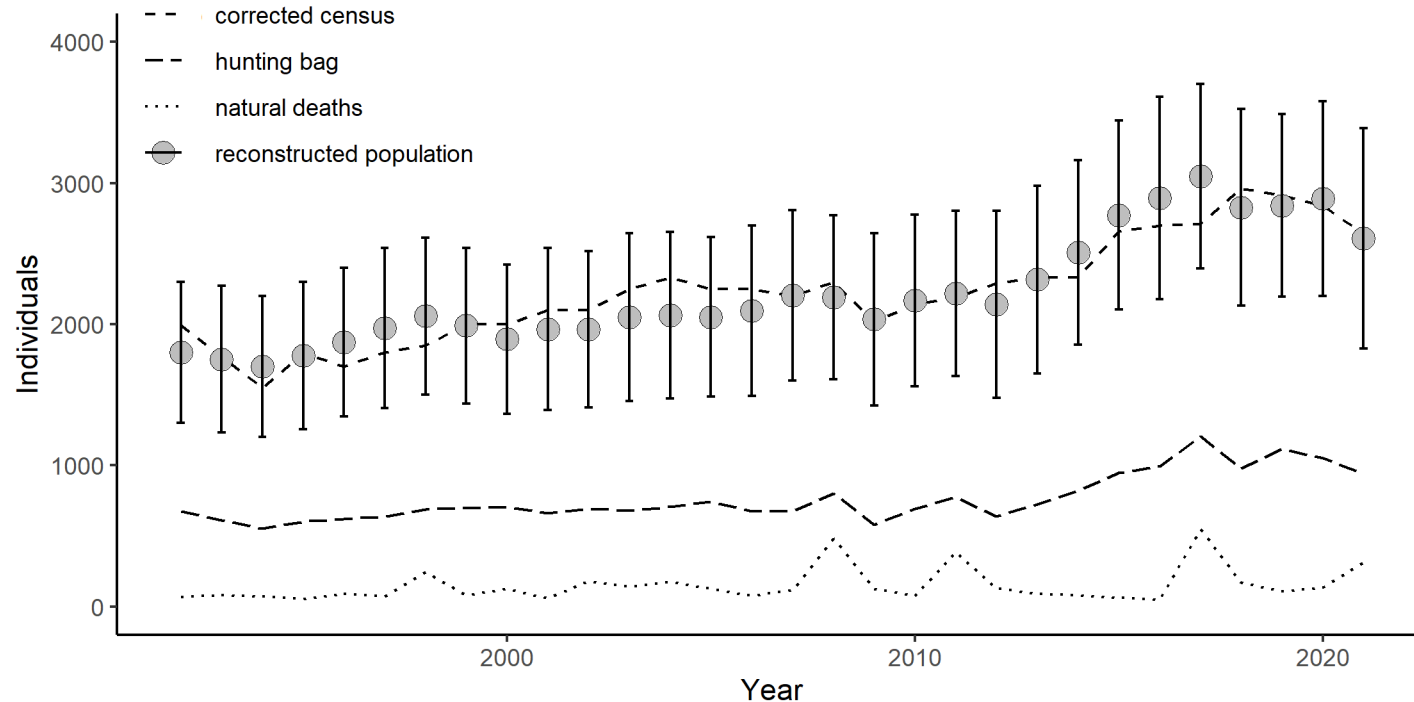 corrected census
hunting bag
natural deaths
reconstructed population
4000
3000
2000
1000
0
Individuals
2000
2010
2020
Year